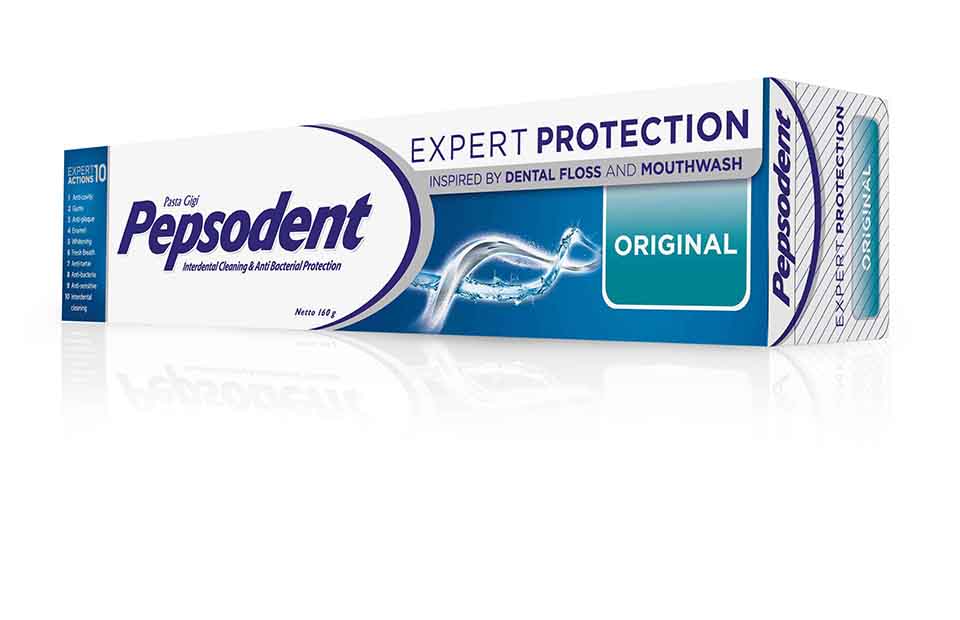 EXPERT
ACTIONS 10
1 Anti-cavity
2 Gums
3 Anti-plaque
4 Enamel
5 Whitening
6 Fresh Breath
7 Anti-tartar
8 Anti-bacteria
9 Anti-sensitive
10 Interdental
cleaning
Pasta Gigi
Pepsodent
Interdental Cleaning & Anti Bacterial Protection
Netto 160 g
EXPERT PROTECTION
INSPIRED BY DENTAL FLOSS AND MOUTHWASH
ORIGINAL
Pepsodent
EXPERT PROTECTION
ORIGINAL